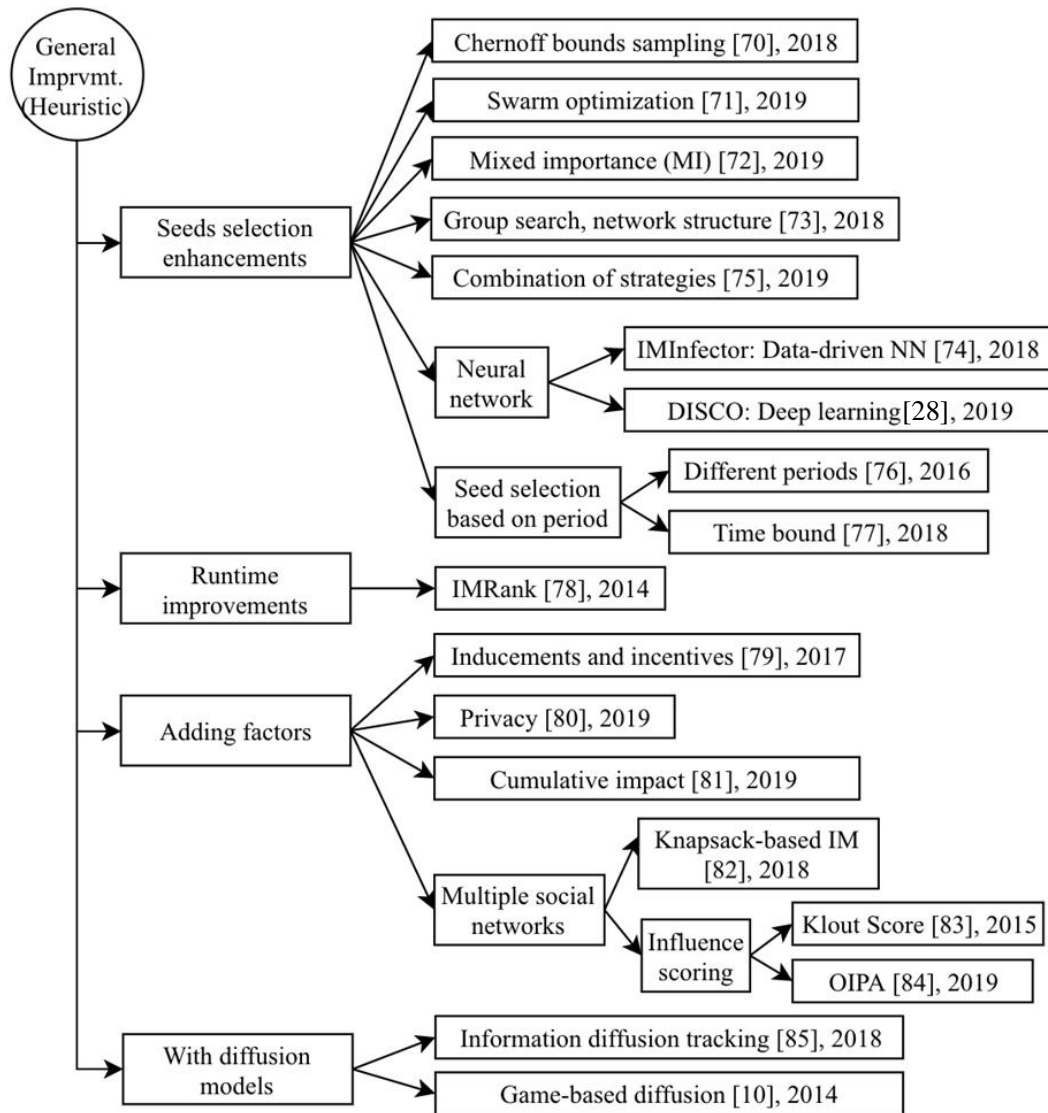 General
Imprvmt.
(Heuristic)
Seeds selection
enhancements
Chernoff bounds sampling [70], 2018
Swarm optimization [71], 2019
Mixed importance (MI) [72], 2019
Group search, network structure [73], 2018
Combination of strategies [75], 2019
Neural
network
IMInfector: Data-driven NN [74], 2018
DISCO: Deep learning[28], 2019
Seed selection
based on period
Different periods [76], 2016
Time bound [77], 2018
Runtime
improvements
IMRank [78], 2014
Adding factors
Inducements and incentives [79], 2017
Privacy [80], 2019
Cumulative impact [81], 2019
Multiple social
networks
Knapsack-based IM
[82], 2018
Influence
scoring
Klout Score [83], 2015
OIPA [84], 2019
With diffusion
models
Information diffusion tracking [85], 2018
Game-based diffusion [10], 2014